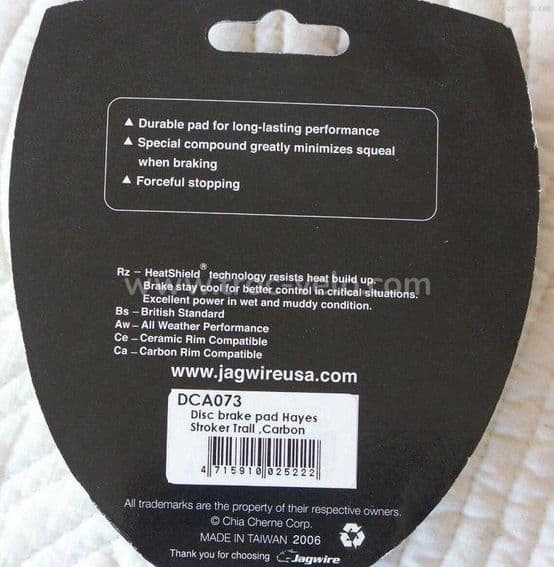 ▲ Durable pad for long-lasting performance
▲ Special compound greatly minimizes squeal
when braking
▲ Forceful stopping
Rz – HeatShield® technology resists heat build up.
Brake stay cool for better control in critical situations.
Excellent power in wet and muddy condition.
Bs – British Standard
Aw – All Weather Performance
Ce – Ceramic Rim Compatible
Ca – Carbon Rim Compatible
www.jagwireusa.com
DCA073
Disc brake pad Hayes
Stroker Trail ,Carbon
4 715910 025222
All trademarks are the property of their respective owners.
© Chia Cherne Corp.
MADE IN TAIWAN 2006
Thank you for choosing Jagwire